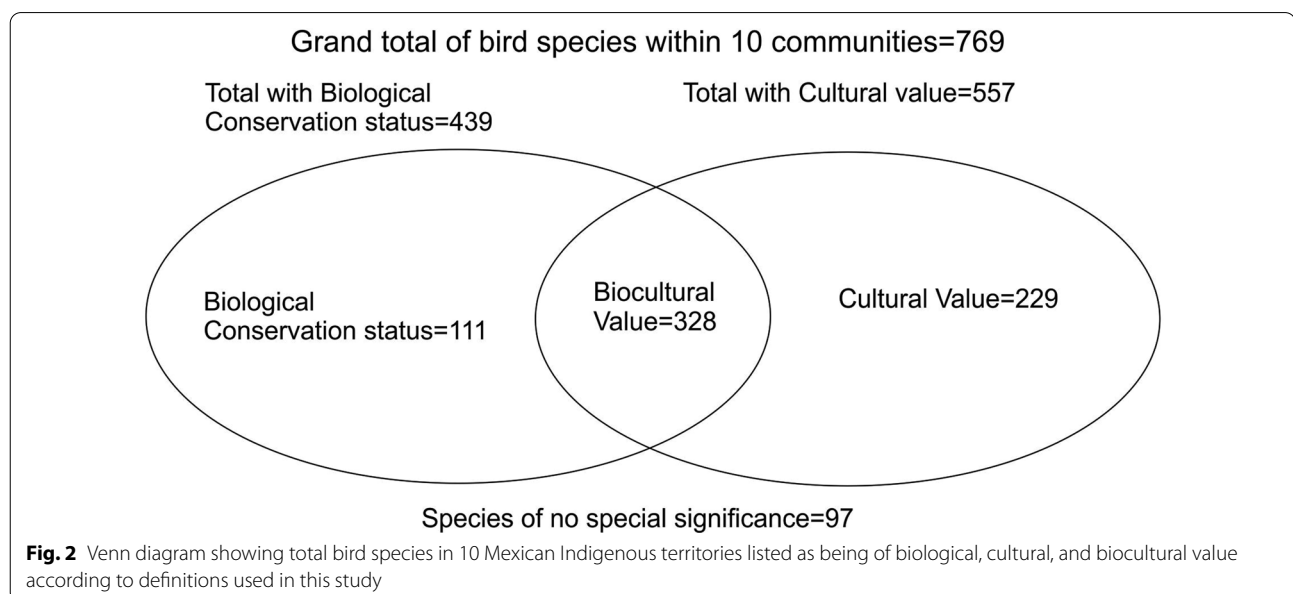 Grand total of bird species within 10 communities=769
Total with Biological
Conservation status=439
Total with Cultural value=557
Biological
Conservation status=111
Biocultural
Value=328
Cultural Value=229
Species of no special significance=97
Fig. 2 Venn diagram showing total bird species in 10 Mexican Indigenous territories listed as being of biological, cultural, and biocultural value
according to definitions used in this study